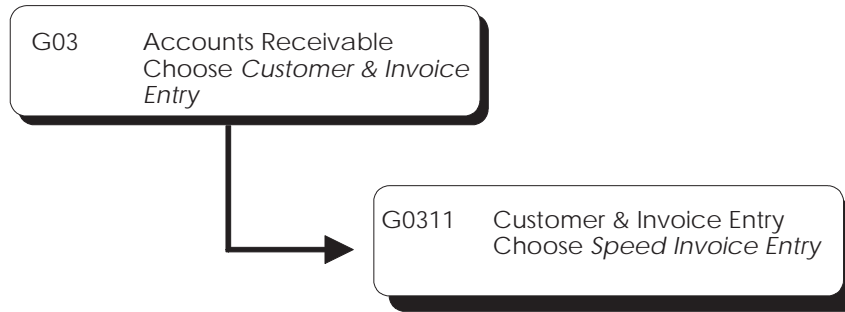 G03 Accounts Receivable
Choose Customer & Invoice
Entry
G0311 Customer & Invoice Entry
Choose Speed Invoice Entry